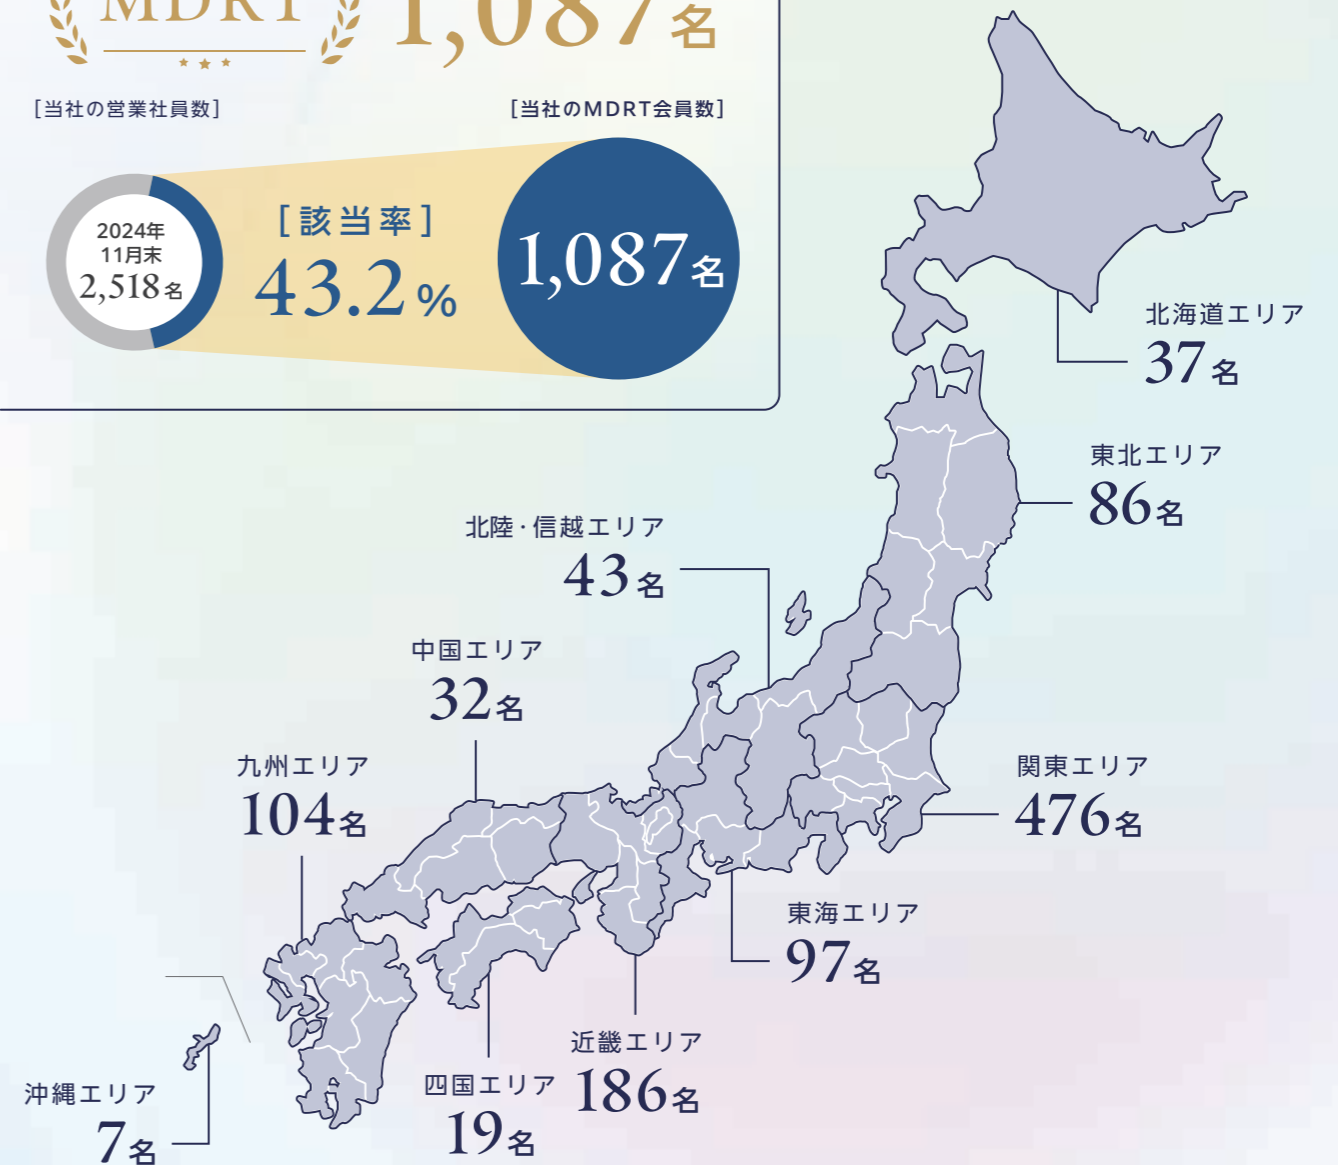 MDRT
1,087名
[当社の営業社員数]
[当社のMDRT会員数]
2024年
11月末
2,518名
[該当率]
43.2%
1,087名
北海道エリア
37名
東北エリア
86名
北陸・信越エリア
43名
中国エリア
32名
九州エリア
104名
関東エリア
476名
東海エリア
97名
近畿エリア
186名
四国エリア
19名
沖縄エリア
7名